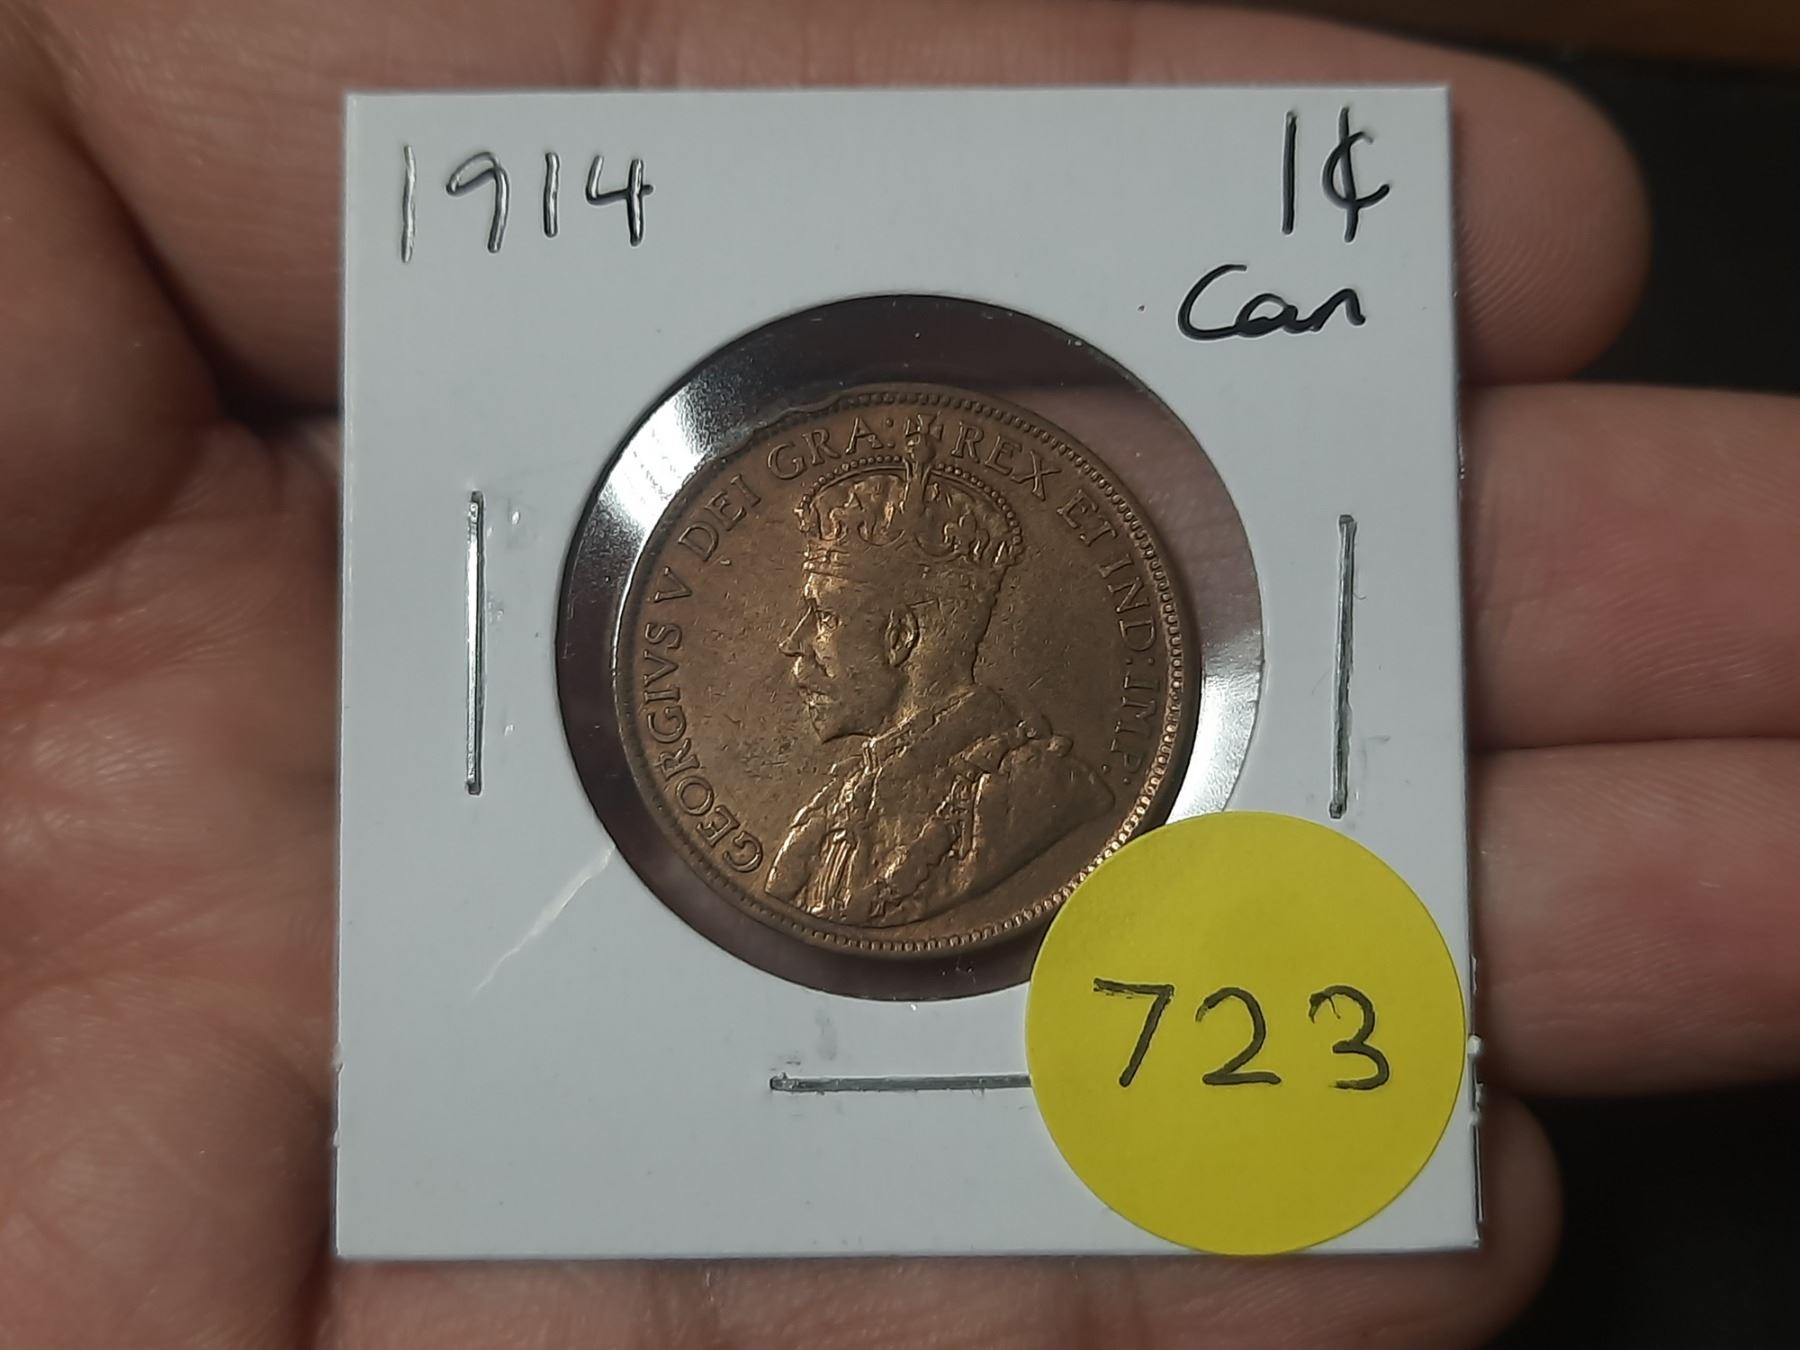 1914
1¢
Can
GEORGIVS V DEI GRA: REX ET IND: IMP:
723